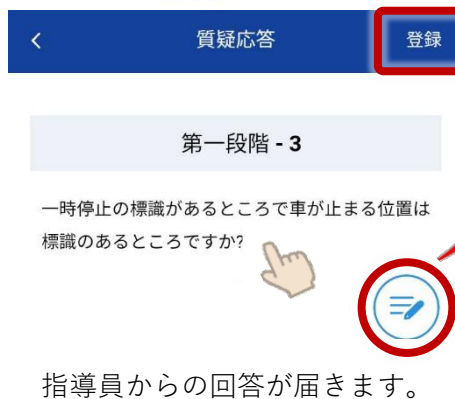 質疑応答
登録
第一段階 - 3
一時停止の標識があるところで車が止まる位置は
標識のあるところですか?
指導員からの回答が届きます。